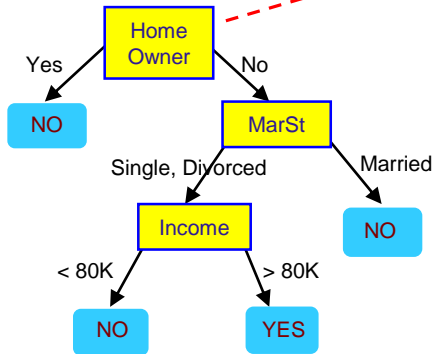 Home
Owner
Yes
No
NO
MarSt
Single, Divorced
Married
Income
NO
< 80K
> 80K
NO
YES